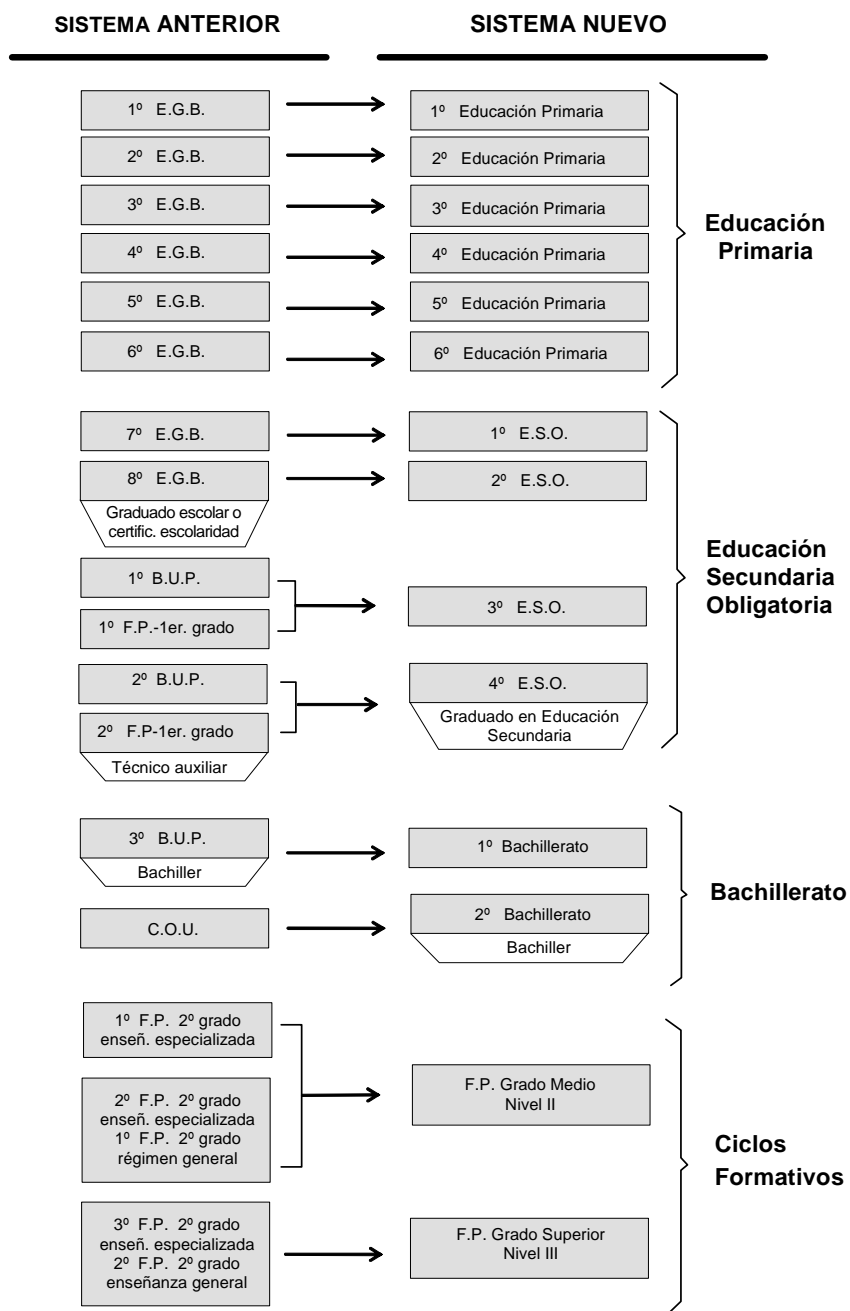 SISTEMA ANTERIOR
SISTEMA NUEVO
1º E.G.B.
1º Educación Primaria
2º E.G.B.
2º Educación Primaria
3º E.G.B.
3º Educación Primaria
4º E.G.B.
4º Educación Primaria
5º E.G.B.
5º Educación Primaria
6º E.G.B.
6º Educación Primaria
Educación
Primaria
7º E.G.B.
1º E.S.O.
8º E.G.B.
2º E.S.O.
Graduado escolar o
certific. escolaridad
1º B.U.P.
1º F.P.-1er. grado
3º E.S.O.
2º B.U.P.
2º F.P-1er. grado
Técnico auxiliar
4º E.S.O.
Graduado en Educación
Secundaria
Educación
Secundaria
Obligatoria
3º B.U.P.
Bachiller
1º Bachillerato
C.O.U.
2º Bachillerato
Bachiller
Bachillerato
1º F.P. 2º grado
enseñ. especializada
2º F.P. 2º grado
enseñ. especializada
1º F.P. 2º grado
régimen general
F.P. Grado Medio
Nivel II
3º F.P. 2º grado
enseñ. especializada
2º F.P. 2º grado
enseñanza general
F.P. Grado Superior
Nivel III
Ciclos
Formativos